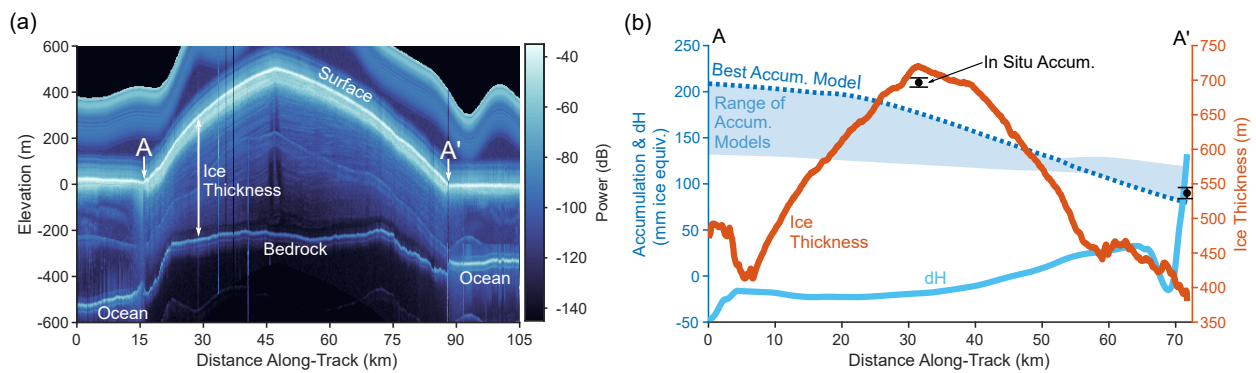 (a)
600
400
200
0
-200
-400
-600
Elevation (m)
0
15
30
45
60
75
90
105
Distance Along-Track (km)
A
A'
Surface
Ice
Thickness
Bedrock
Ocean
Ocean
-40
-60
-80
-100
-120
-140
Power (dB)
(b)
A
A'
250
200
150
100
50
0
-50
Accumulation & dH
(mm ice equiv.)
Best Accum. Model
Range of
Accum.
Models
In Situ Accum.
Ice
Thickness
dH
0
10
20
30
40
50
60
70
Distance Along-Track (km)
750
700
650
600
550
500
450
400
350
Ice Thickness (m)